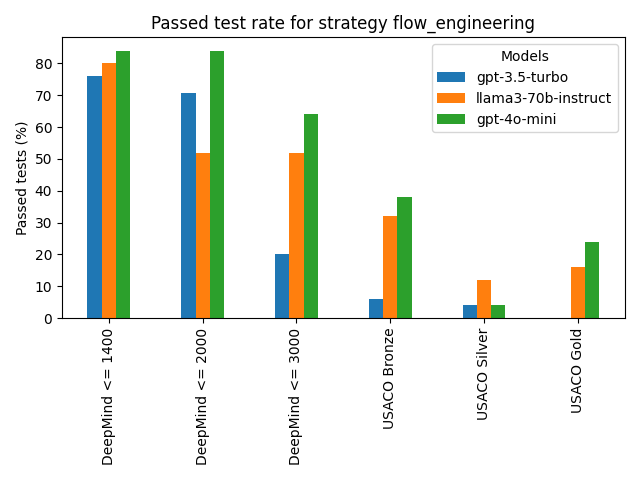 Passed test rate for strategy flow_engineering
Models
gpt-3.5-turbo
llama3-70b-instruct
gpt-4o-mini
Passed tests (%)
80
70
60
50
40
30
20
10
0
DeepMind <= 1400
DeepMind <= 2000
DeepMind <= 3000
USACO Bronze
USACO Silver
USACO Gold